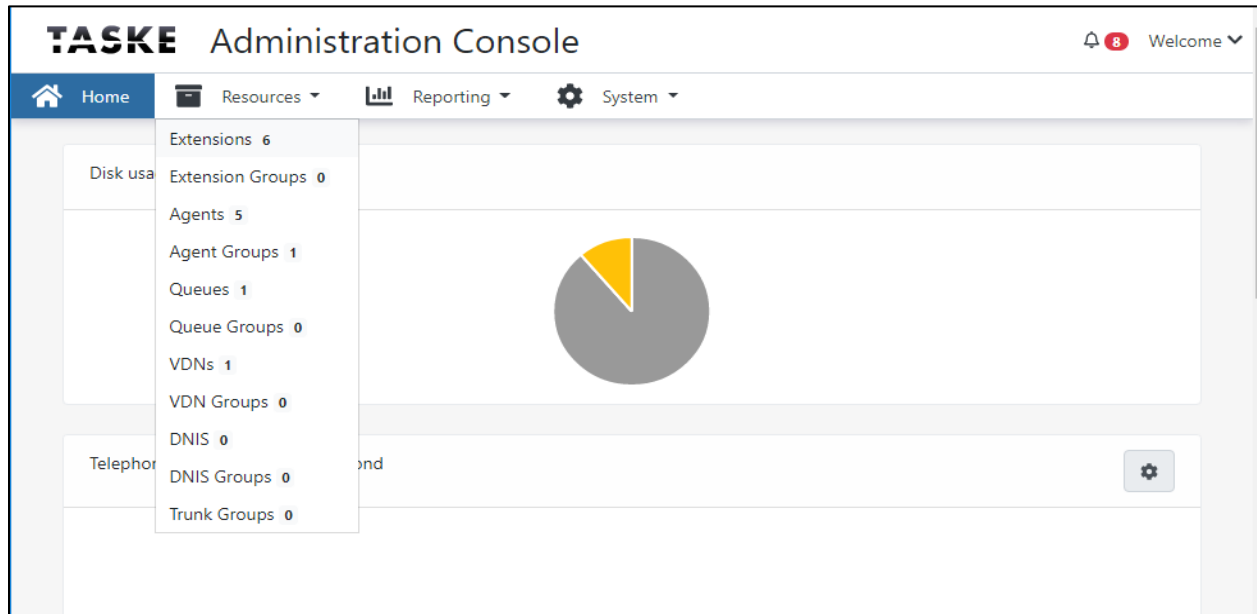 TASKE Administration Console
8 Welcome
Home Resources Reporting System
Extensions 6
Disk usa
Extension Groups 0
Agents 5
Agent Groups 1
Queues 1
Queue Groups 0
VDNs 1
VDN Groups 0
DNIS 0
Telephon ond
DNIS Groups 0
Trunk Groups 0